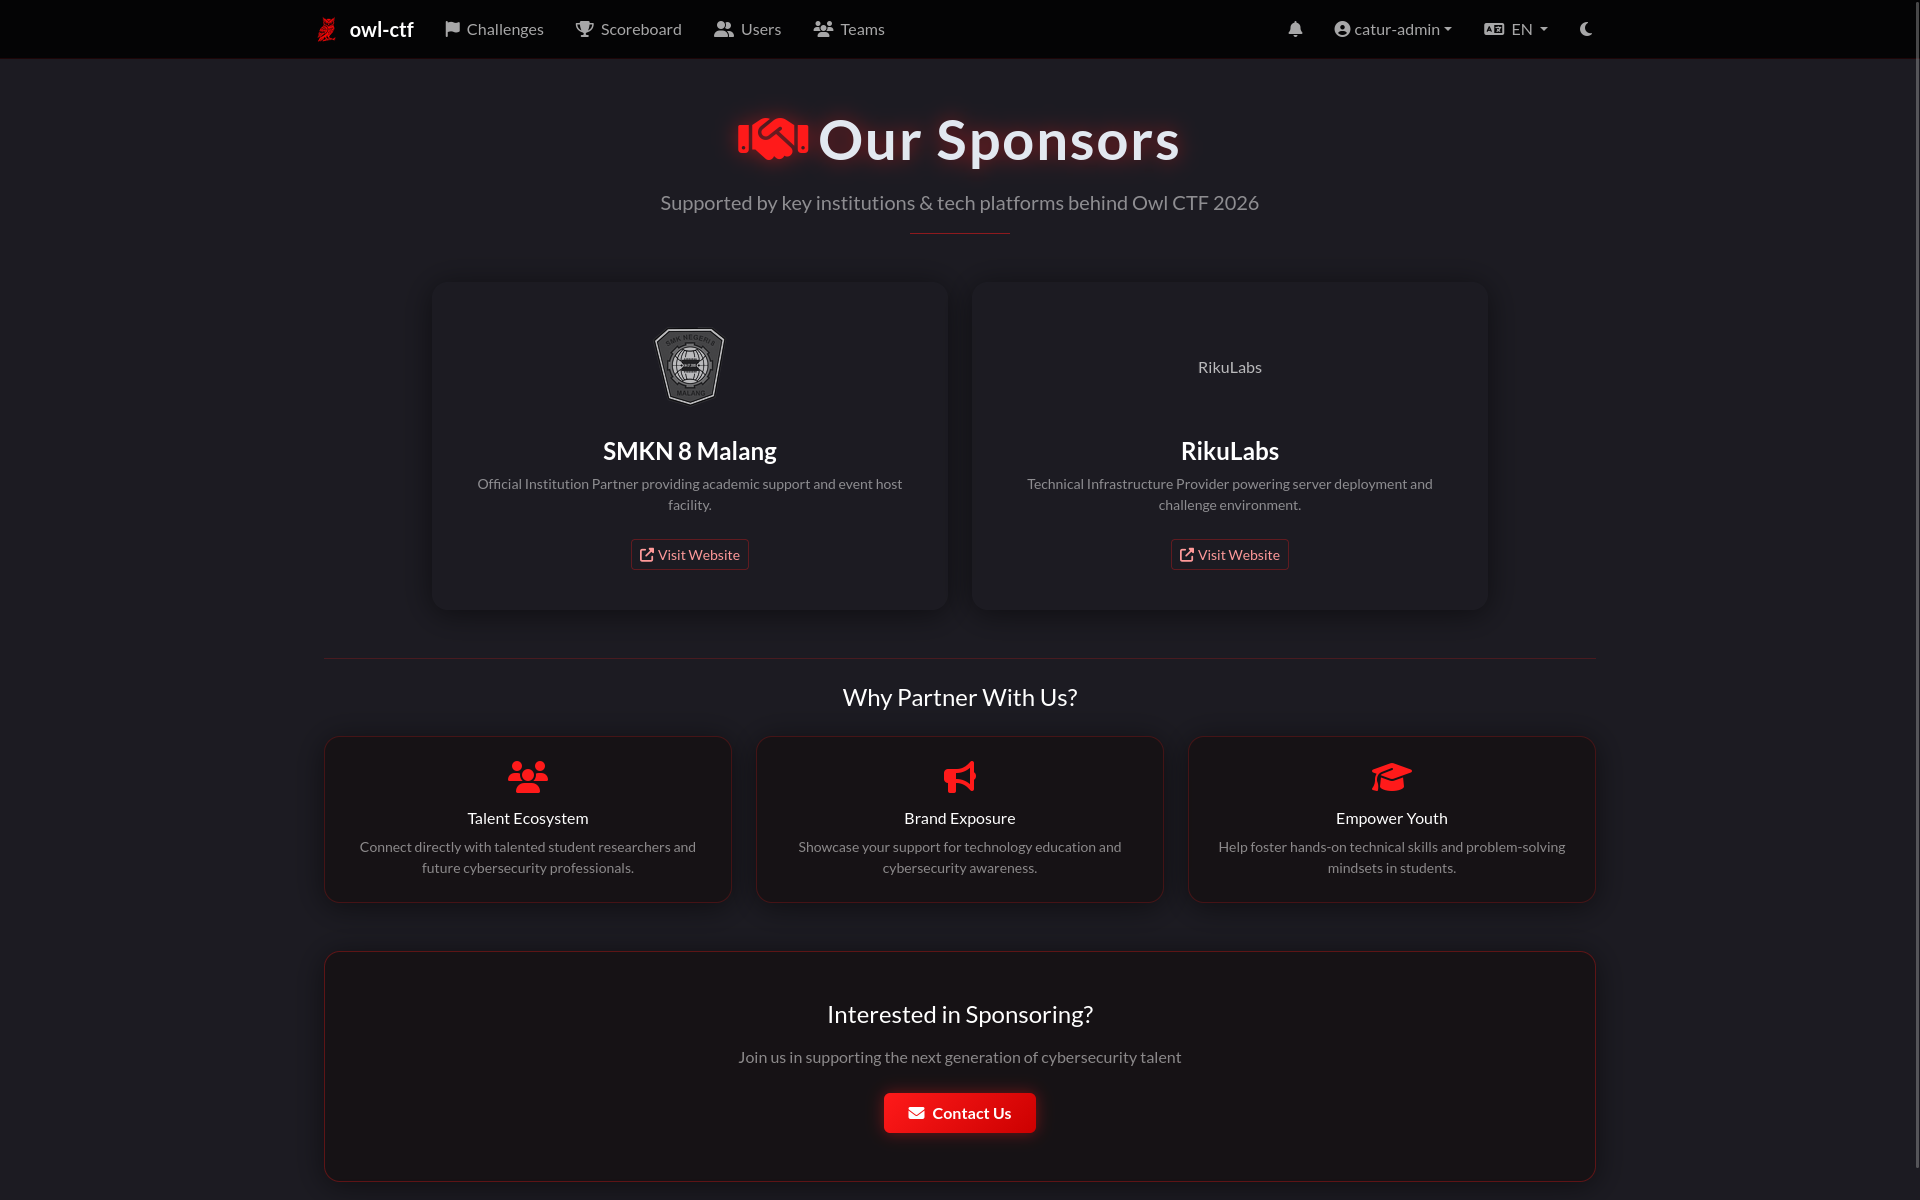 owl-ctf
Challenges
Scoreboard
Users
Teams
catur-admin
EN
Our Sponsors
Supported by key institutions & tech platforms behind Owl CTF 2026
SMK NEGERI 8
MALANG
RikuLabs
SMKN 8 Malang
Official Institution Partner providing academic support and event host
facility.
Visit Website
RikuLabs
Technical Infrastructure Provider powering server deployment and
challenge environment.
Visit Website
Why Partner With Us?
Talent Ecosystem
Connect directly with talented student researchers and
future cybersecurity professionals.
Brand Exposure
Showcase your support for technology education and
cybersecurity awareness.
Empower Youth
Help foster hands-on technical skills and problem-solving
mindsets in students.
Interested in Sponsoring?
Join us in supporting the next generation of cybersecurity talent
Contact Us